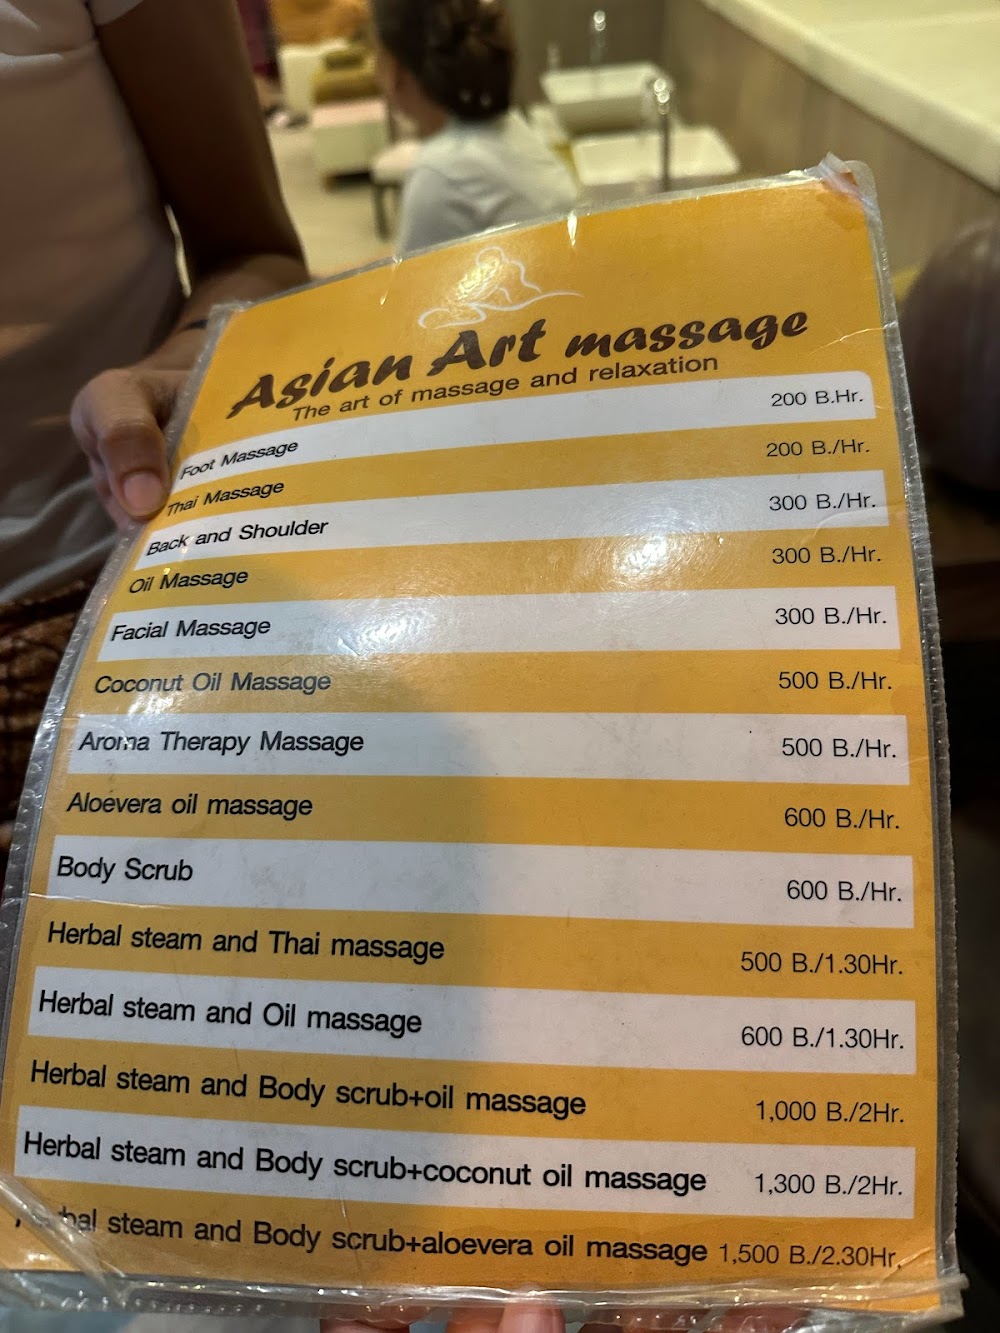 Asian Art massage
The art of massage and relaxation
Foot Massage 200 B.Hr.
Thai Massage 200 B./Hr.
Back and Shoulder 300 B./Hr.
Oil Massage 300 B./Hr.
Facial Massage 300 B./Hr.
Coconut Oil Massage 500 B./Hr.
Aroma Therapy Massage 500 B./Hr.
Aloevera oil massage 600 B./Hr.
Body Scrub 600 B./Hr.
Herbal steam and Thai massage 500 B./1.30Hr.
Herbal steam and Oil massage 600 B./1.30Hr.
Herbal steam and Body scrub+oil massage 1,000 B./2Hr.
Herbal steam and Body scrub+coconut oil massage 1,300 B./2Hr.
Herbal steam and Body scrub+aloevera oil massage 1,500 B./2.30Hr.